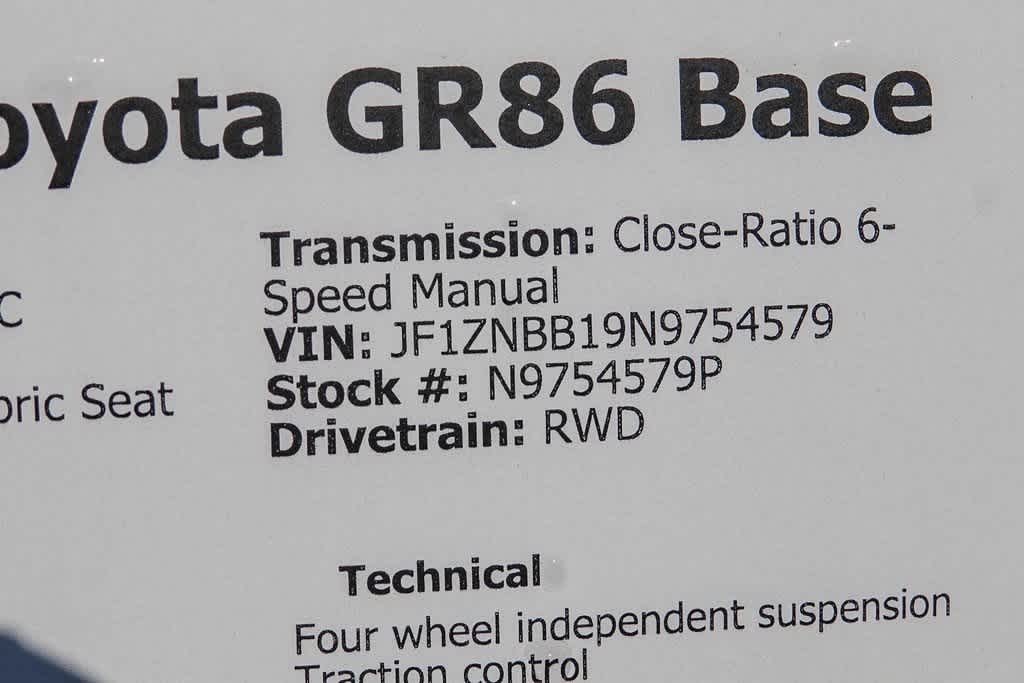 oyota GR86 Base
Transmission: Close-Ratio 6-
Speed Manual
C
VIN: JF1ZNBB19N9754579
Stock #: N9754579P
bric Seat
Drivetrain: RWD
Technical
Four wheel independent suspension
Traction control